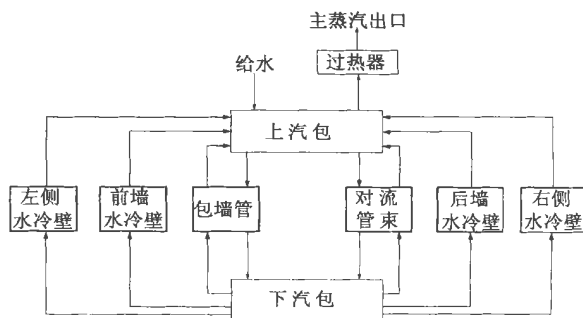 主蒸汽出口
过热器
给水
上汽包
左侧
水冷壁
前墙
水冷壁
包墙管
对流
管束
后墙
水冷壁
右侧
水冷壁
下汽包